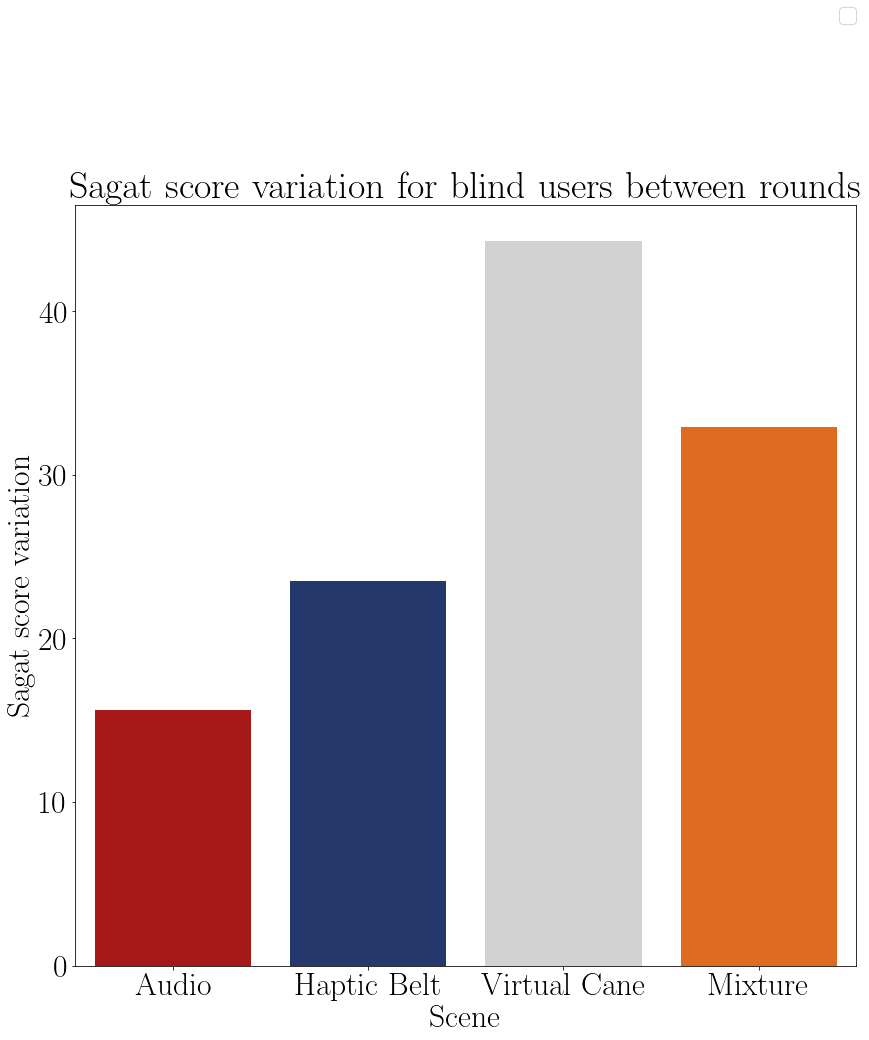 Sagat score variation for blind users between rounds
Sagat score variation
40
30
20
10
0
Audio Haptic Belt Virtual Cane Mixture
Scene